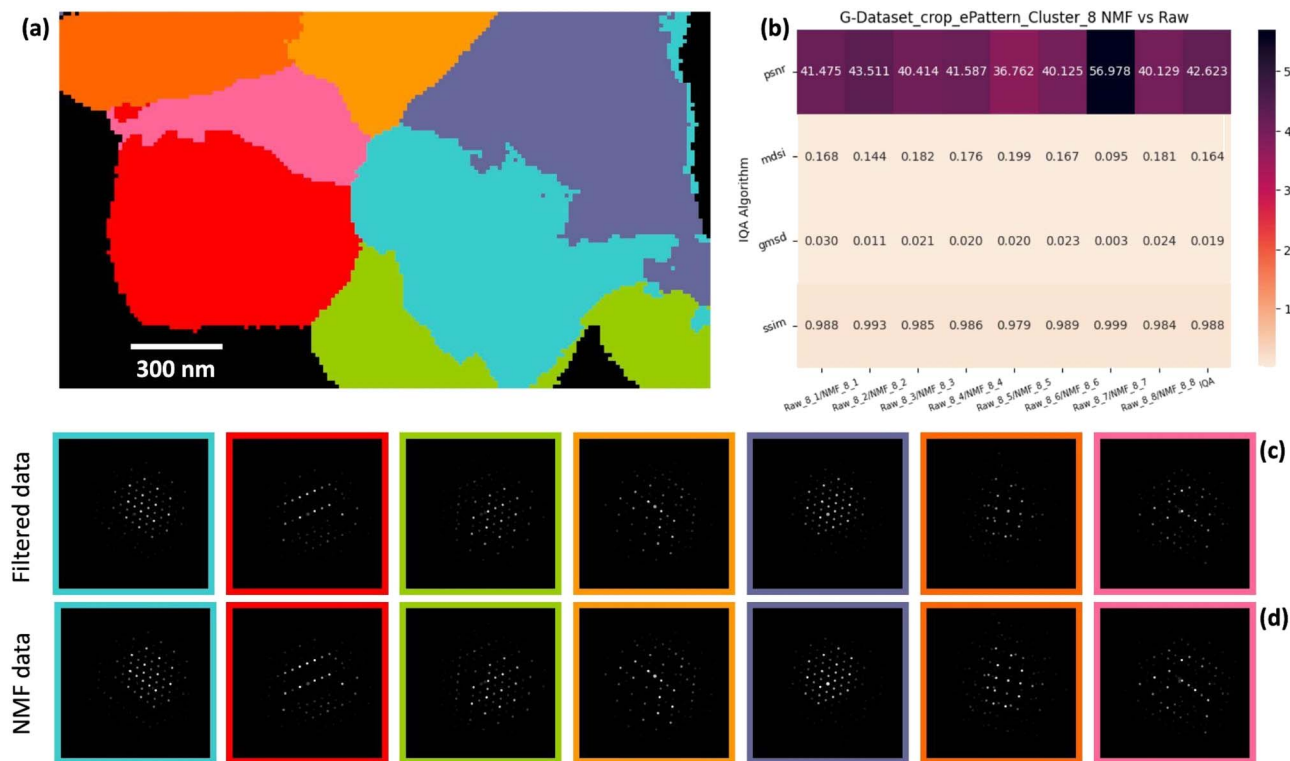 (a)
300 nm
(b)
G-Dataset_crop_ePattern_Cluster_8 NMF vs Raw
IQA Algorithm
psnr 41.475 43.511 40.414 41.587 36.762 40.125 56.978 40.129 42.623
mdsi 0.168 0.144 0.182 0.176 0.199 0.167 0.095 0.181 0.164
gmsd 0.030 0.011 0.021 0.020 0.020 0.023 0.003 0.024 0.019
ssim 0.988 0.993 0.985 0.986 0.979 0.989 0.999 0.984 0.988
Raw_8_1/NMF_8_1 Raw_8_2/NMF_8_2 Raw_8_3/NMF_8_3 Raw_8_4/NMF_8_4 Raw_8_5/NMF_8_5 Raw_8_6/NMF_8_6 Raw_8_7/NMF_8_7 Raw_8_8/NMF_8_8 IQA
5
4
3
2
1
Filtered data
(c)
NMF data
(d)